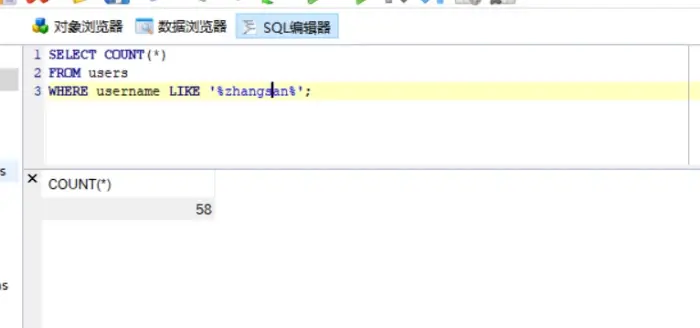 对象浏览器 数据浏览器 SQL编辑器
1 SELECT COUNT(*)
2 FROM users
3 WHERE username LIKE '%zhangsan%';
s
COUNT(*)
58
as